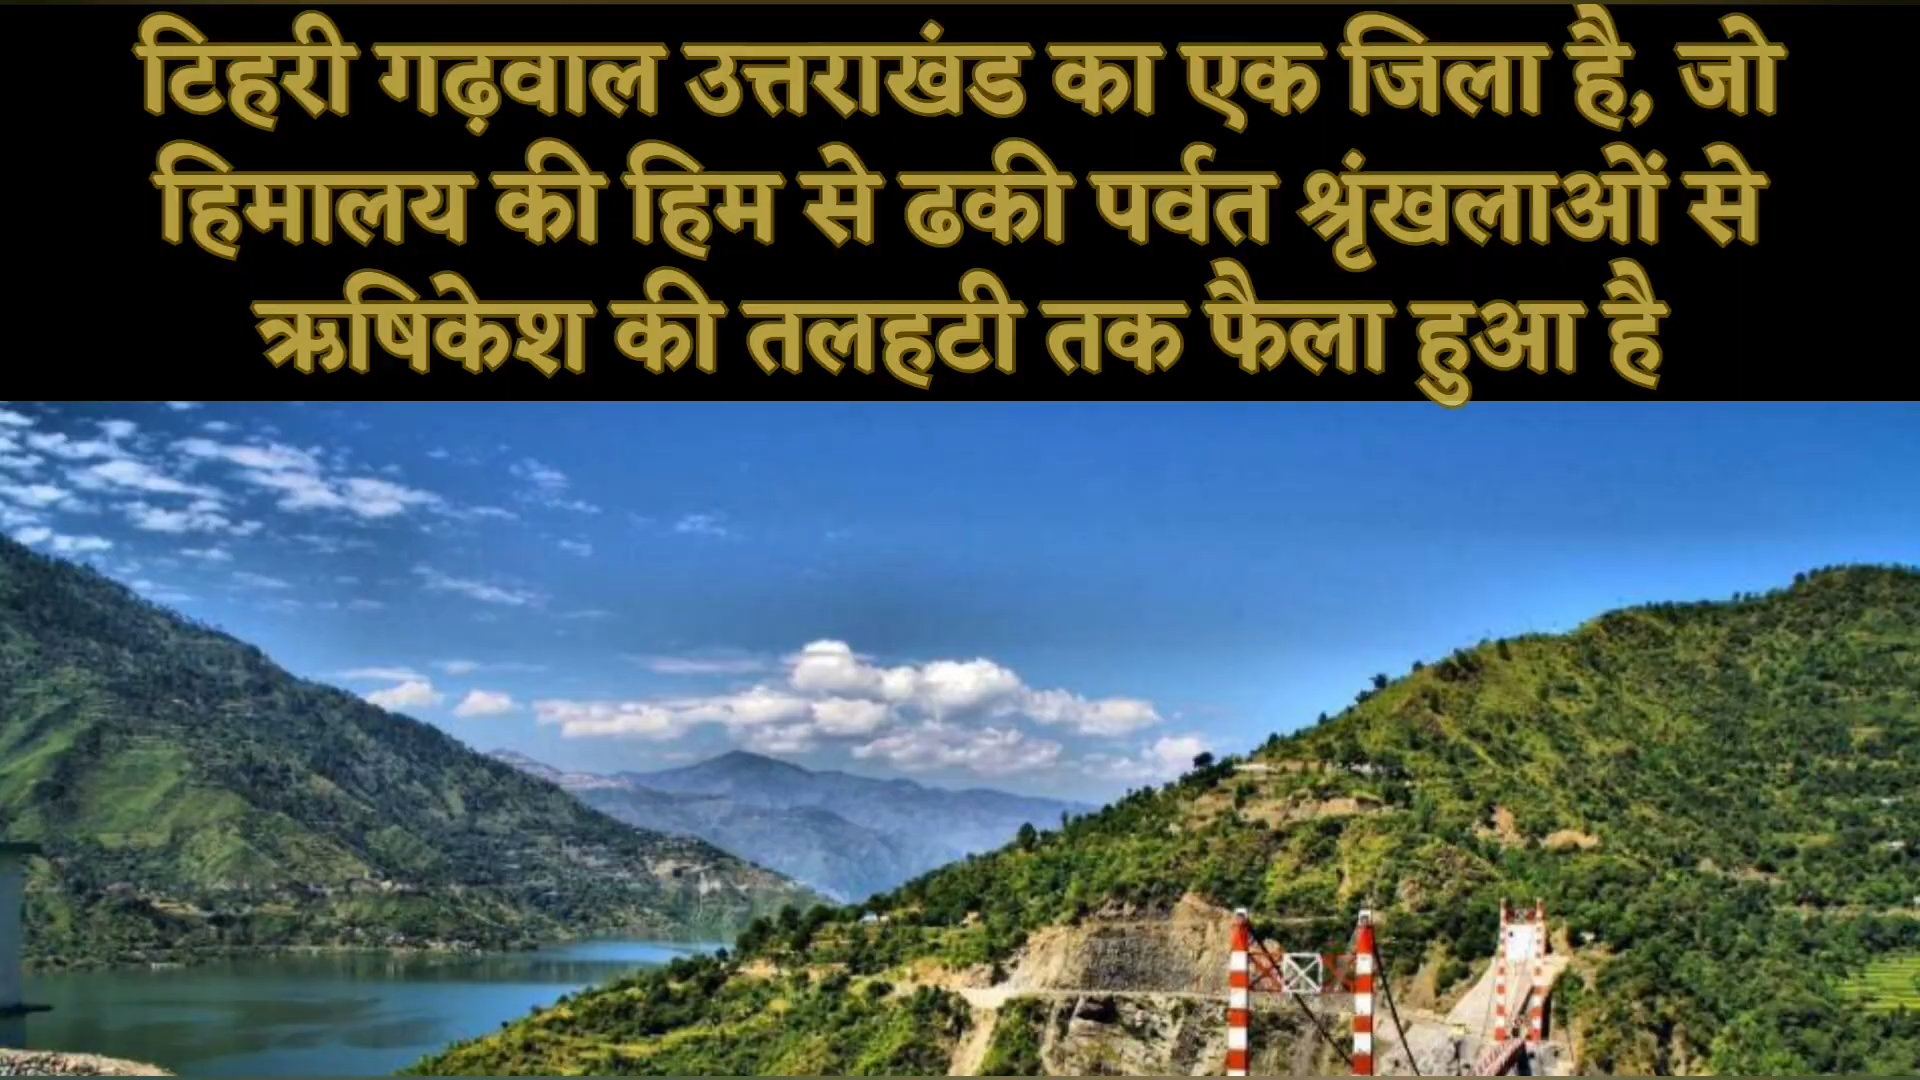 टिहरी गढ़वाल उत्तराखंड का एक जिला है, जो
हिमालय की हिम से ढकी पर्वत श्रृंखलाओं से
ऋषिकेश की तलहटी तक फैला हुआ है